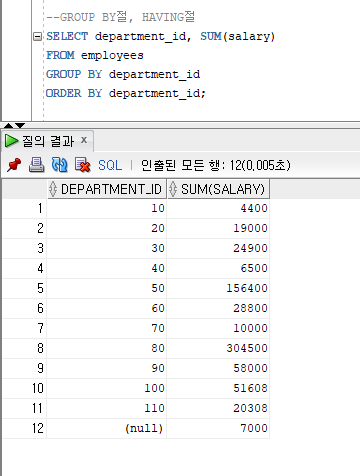 --GROUP BY절, HAVING절
SELECT department_id, SUM(salary)
FROM employees
GROUP BY department_id
ORDER BY department_id;
질의 결과 x
SQL | 인출된 모든 행: 12(0,005초)
DEPARTMENT_ID SUM(SALARY)
1 10 4400
2 20 19000
3 30 24900
4 40 6500
5 50 156400
6 60 28800
7 70 10000
8 80 304500
9 90 58000
10 100 51608
11 110 20308
12 (null) 7000